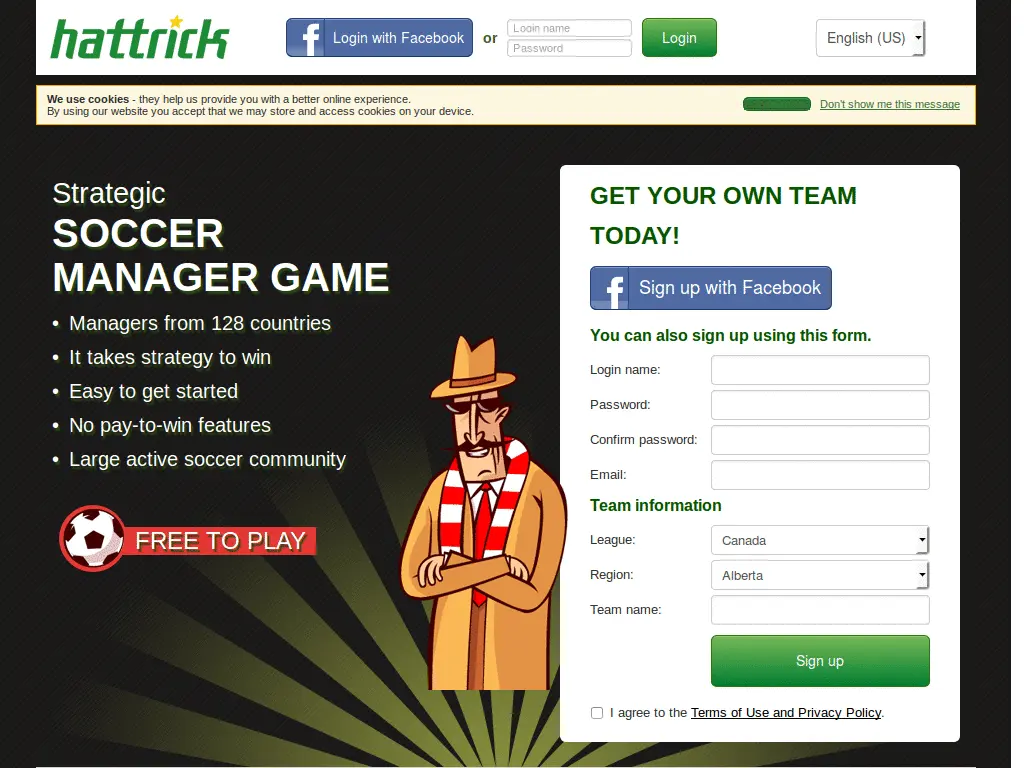 hattrick
f Login with Facebook or Login name Login English (US)
Password
We use cookies - they help us provide you with a better online experience.
By using our website you accept that we may store and access cookies on your device.
Don't show me this message
Strategic
SOCCER
MANAGER GAME
• Managers from 128 countries
• It takes strategy to win
• Easy to get started
• No pay-to-win features
• Large active soccer community
FREE TO PLAY
GET YOUR OWN TEAM
TODAY!
f Sign up with Facebook
You can also sign up using this form.
Login name:
Password:
Confirm password:
Email:
Team information
League: Canada
Region: Alberta
Team name:
Sign up
I agree to the Terms of Use and Privacy Policy.